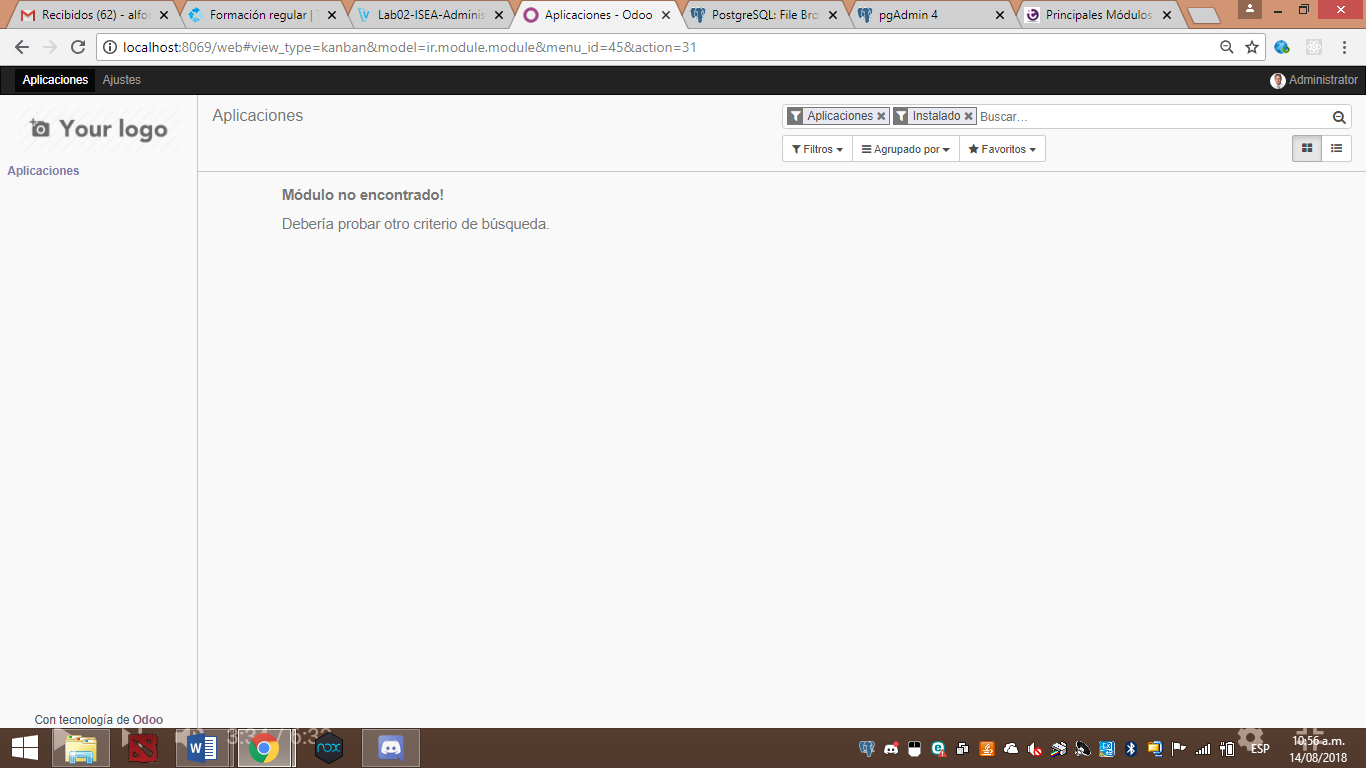 Recibidos (62) - alfor
Formación regular |
Lab02-ISEA-Adminis
Aplicaciones - Odoo
PostgreSQL: File Bro
pgAdmin 4
Principales Módulos
localhost:8069/web#view_type=kanban&model=ir.module.module&menu_id=45&action=31
Aplicaciones Ajustes Administrator
Your logo
Aplicaciones
Aplicaciones
Aplicaciones Instalado Buscar...
Filtros Agrupado por Favoritos
Módulo no encontrado!
Debería probar otro criterio de búsqueda.
Con tecnología de Odoo
nox
ESP
10:56 a.m.
14/08/2018